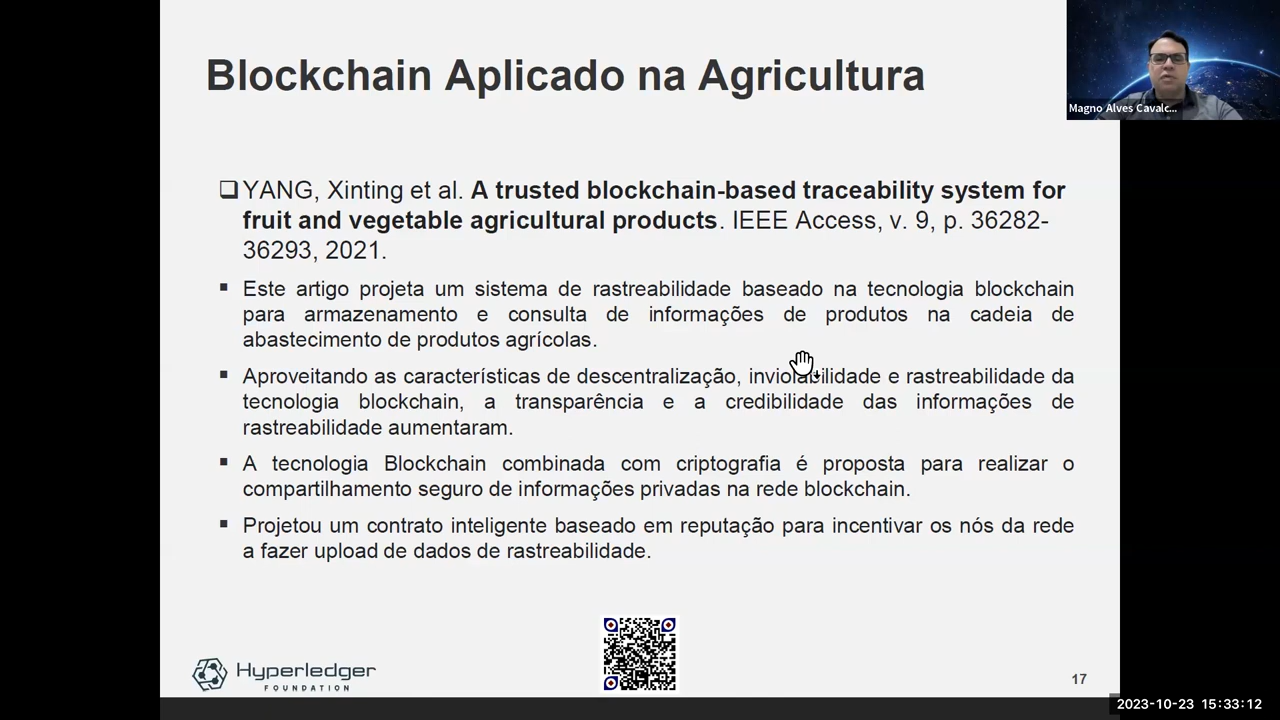 Blockchain Aplicado na Agricultura
Magno Alves Cavalc...
YANG, Xinting et al. A trusted blockchain-based traceability system for
fruit and vegetable agricultural products. IEEE Access, v. 9, p. 36282-
36293, 2021.
Este artigo projeta um sistema de rastreabilidade baseado na tecnologia blockchain
para armazenamento e consulta de informações de produtos na cadeia de
abastecimento de produtos agrícolas.
Aproveitando as características de descentralização, inviolabilidade e rastreabilidade da
tecnologia blockchain, a transparência e a credibilidade das informações de
rastreabilidade aumentaram.
A tecnologia Blockchain combinada com criptografia é proposta para realizar o
compartilhamento seguro de informações privadas na rede blockchain.
Projetou um contrato inteligente baseado em reputação para incentivar os nós da rede
a fazer upload de dados de rastreabilidade.
Hyperledger
FOUNDATION
17
2023-10-23 15:33:12